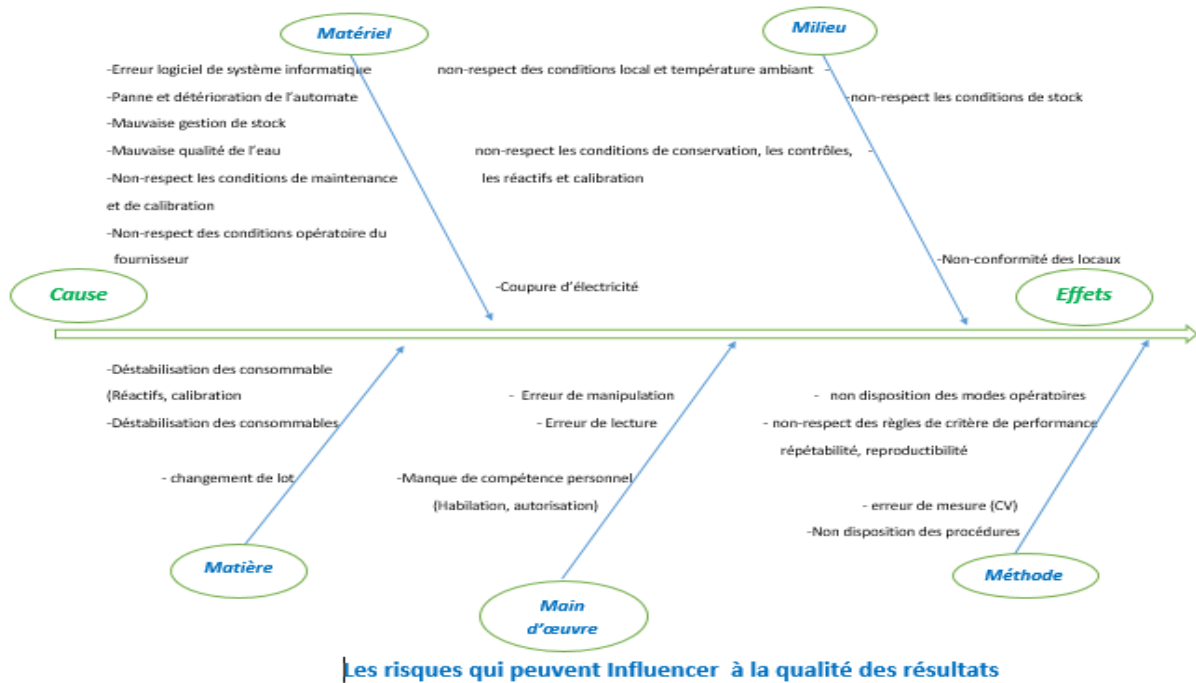 Matériel
-Erreur logiciel de système informatique
-Panne et détérioration de l'automate
-Mauvaise gestion de stock
-Mauvaise qualité de l'eau
-Non-respect les conditions de maintenance
et de calibration
-Non-respect des conditions opératoire du
fournisseur
-Coupure d'électricité
Milieu
non-respect des conditions local et température ambiant -
-non-respect les conditions de stock
non-respect les conditions de conservation, les contrôles, -
les réactifs et calibration
-Non-conformité des locaux
Cause
Effets
-Déstabilisation des consommable
(Réactifs, calibration
-Déstabilisation des consommables
- changement de lot
Matière
- Erreur de manipulation
- Erreur de lecture
-Manque de compétence personnel
(Habilation, autorisation)
Main
d'œuvre
- non disposition des modes opératoires
- non-respect des règles de critère de performance
répétabilité, reproductibilité
- erreur de mesure (CV)
-Non disposition des procédures
Méthode
Les risques qui peuvent Influencer à la qualité des résultats